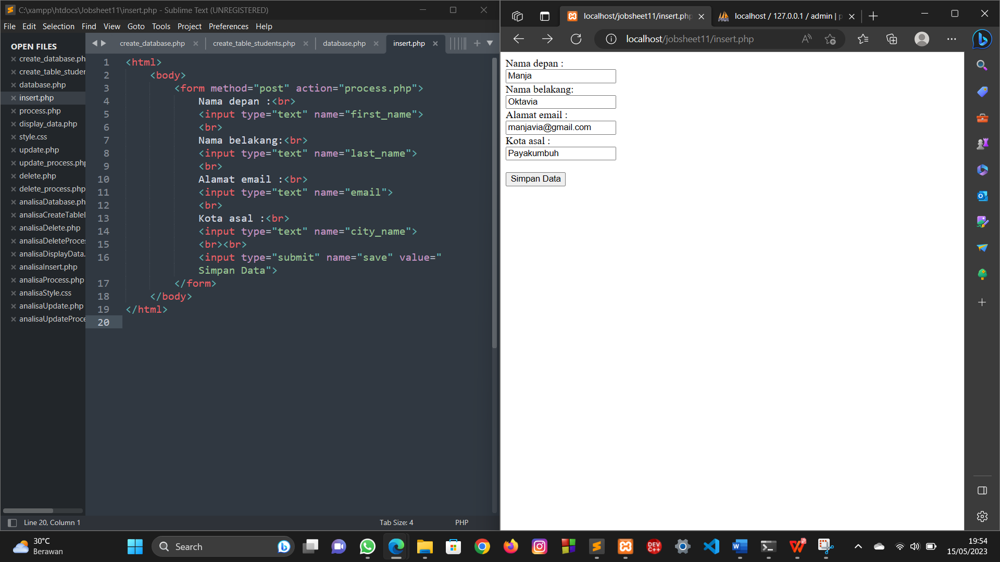 C:\xampp\htdocs\Jobsheet11\insert.php - Sublime Text (UNREGISTERED)
File Edit Selection Find View Goto Tools Project Preferences Help
OPEN FILES
create_database.ph
create_table_studer
database.php
insert.php
process.php
display_data.php
style.css
update.php
update_process.php
delete.php
delete_process.php
analisaDatabase.ph
analisaCreateTable
analisaDelete.php
analisaDeleteProces
analisaDisplayData.
analisaInsert.php
analisaProcess.php
analisaStyle.css
analisaUpdate.php
analisaUpdateProce
create_database.php create_table_students.php database.php insert.php
1 <html>
2 <body>
3 <form method="post" action="process.php">
4 Nama depan :<br>
5 <input type="text" name="first_name">
6 <br>
7 Nama belakang:<br>
8 <input type="text" name="last_name">
9 <br>
10 Alamat email :<br>
11 <input type="text" name="email">
12 <br>
13 Kota asal :<br>
14 <input type="text" name="city_name">
15 <br><br>
16 <input type="submit" name="save" value="
Simpan Data">
17 </form>
18 </body>
19 </html>
20
Line 20, Column 1 Tab Size: 4 PHP
localhost/jobsheet11/insert.php localhost / 127.0.0.1 / admin | p
localhost/jobsheet11/insert.php
Nama depan :
Manja
Nama belakang:
Oktavia
Alamat email :
manjavia@gmail.com
Kota asal :
Payakumbuh
Simpan Data
30°C
Berawan
Search
DEV
C++
19:54
15/05/2023